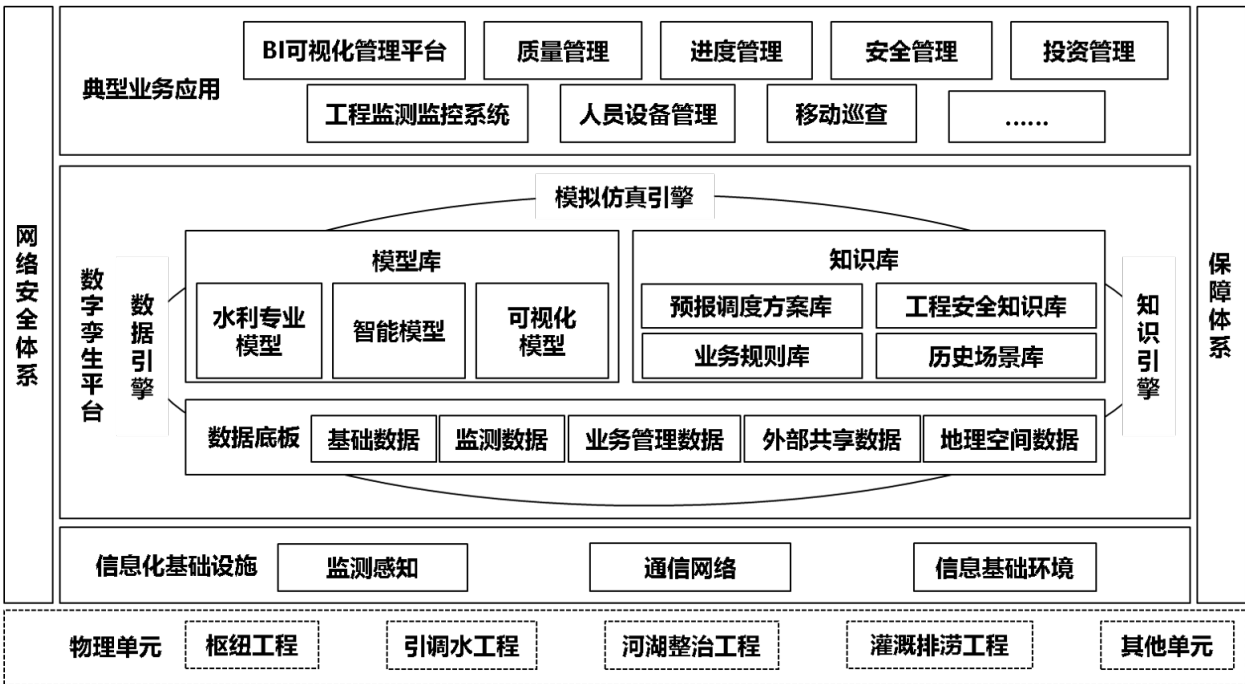 BI可视化管理平台
质量管理
进度管理
安全管理
投资管理
典型业务应用
工程监测监控系统
人员设备管理
移动巡查
……
网络安全体系
保障体系
数字孪生平台
模拟仿真引擎
数据引擎
知识引擎
模型库
水利专业
模型
智能模型
可视化
模型
知识库
预报调度方案库
工程安全知识库
业务规则库
历史场景库
数据底板
基础数据
监测数据
业务管理数据
外部共享数据
地理空间数据
信息化基础设施
监测感知
通信网络
信息基础环境
物理单元
枢纽工程
引调水工程
河湖整治工程
灌溉排涝工程
其他单元